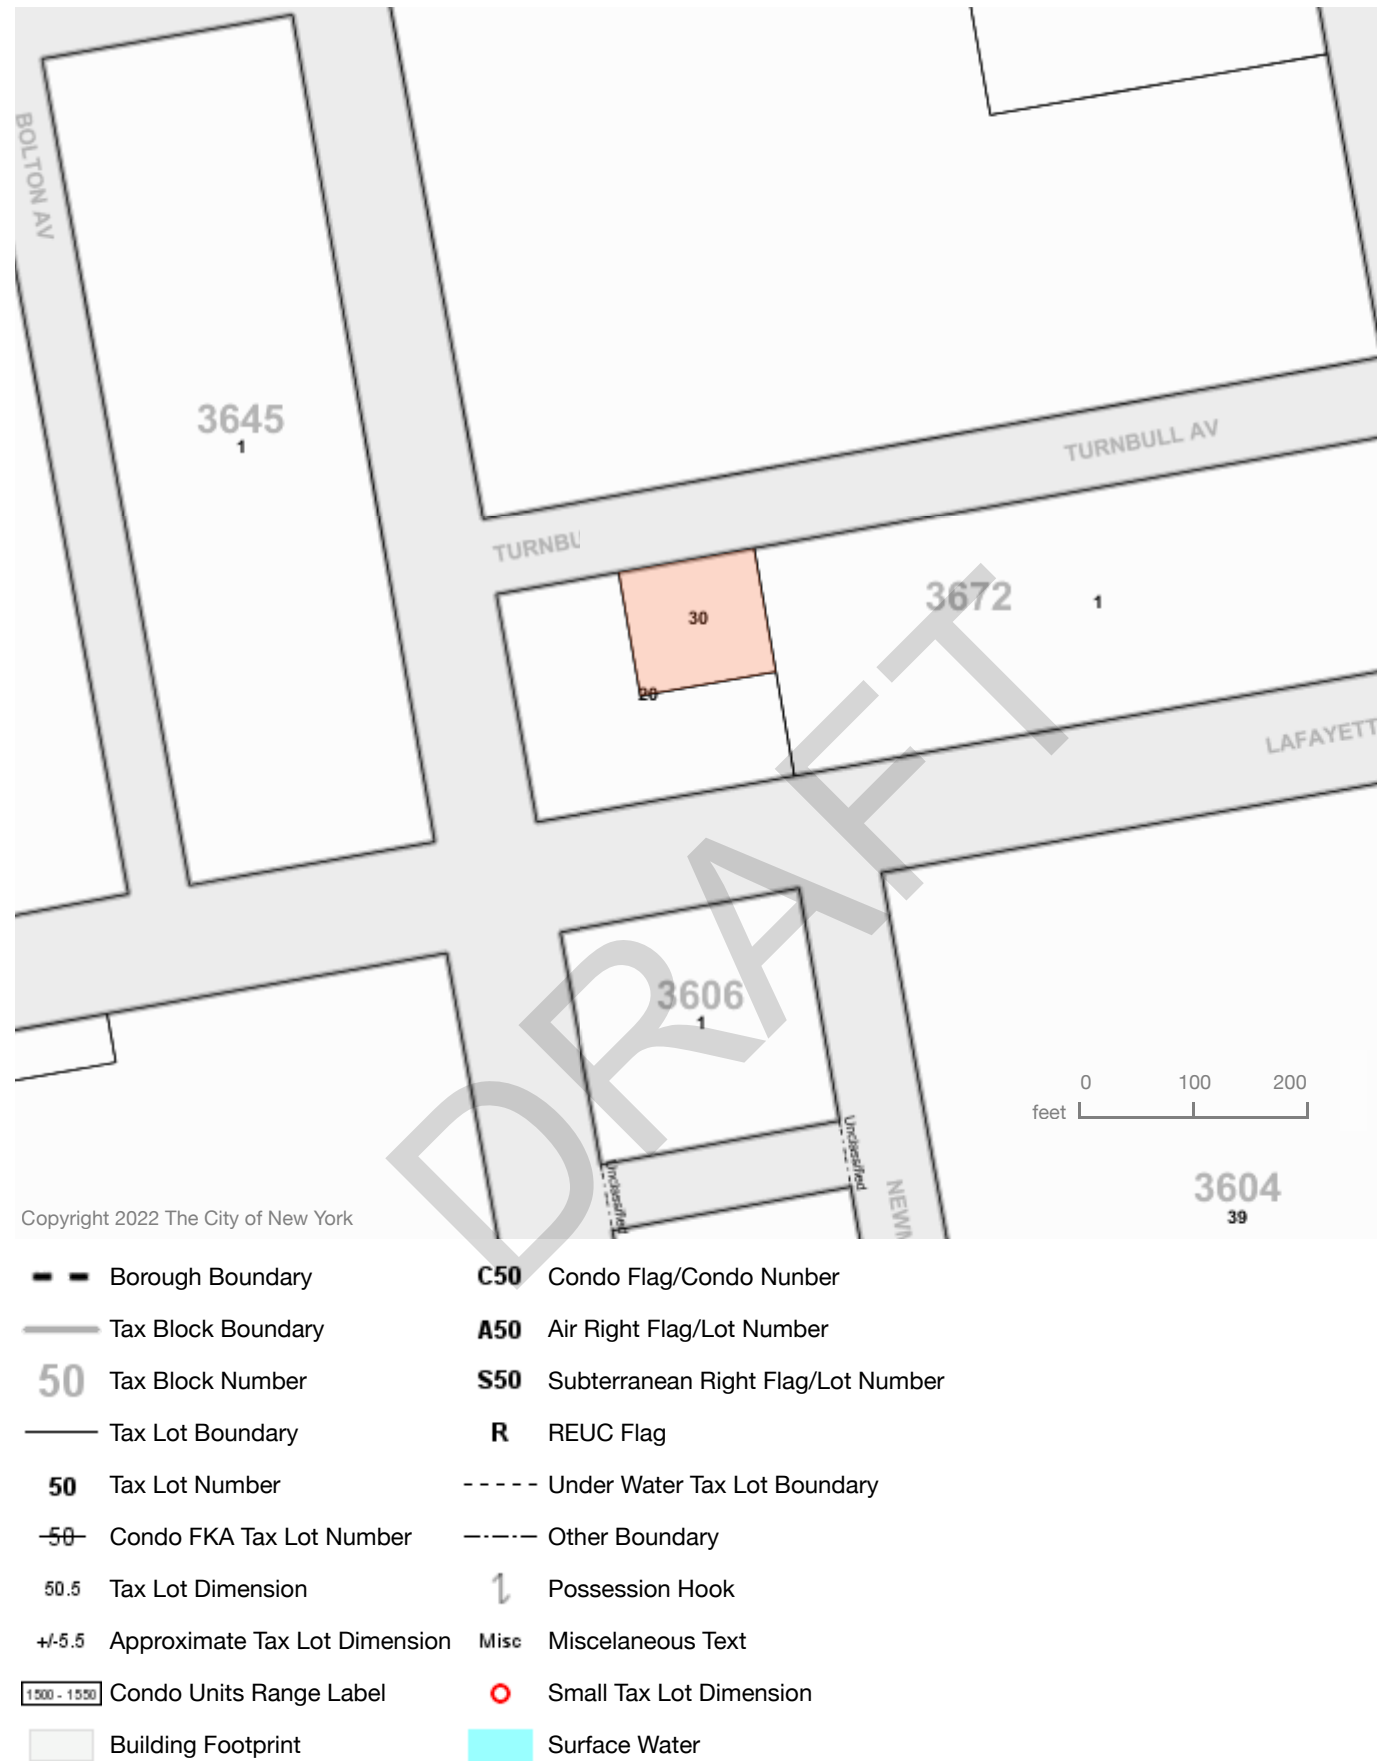 BOLTON AV
3645
1
TURNBULL AV
TURNBU
30
3672
1
20
LAFAYETT
3606
1
0 100 200
feet
Unclassified
Unclassified
NEWM
3604
39
DRAFT
Copyright 2022 The City of New York
Borough Boundary
C50 Condo Flag/Condo Nunber
Tax Block Boundary
A50 Air Right Flag/Lot Number
50 Tax Block Number
S50 Subterranean Right Flag/Lot Number
Tax Lot Boundary
R REUC Flag
50 Tax Lot Number
Under Water Tax Lot Boundary
50 Condo FKA Tax Lot Number
Other Boundary
50.5 Tax Lot Dimension
Possession Hook
+/-5.5 Approximate Tax Lot Dimension
Misc Miscelaneous Text
1500 - 1550 Condo Units Range Label
Small Tax Lot Dimension
Building Footprint
Surface Water